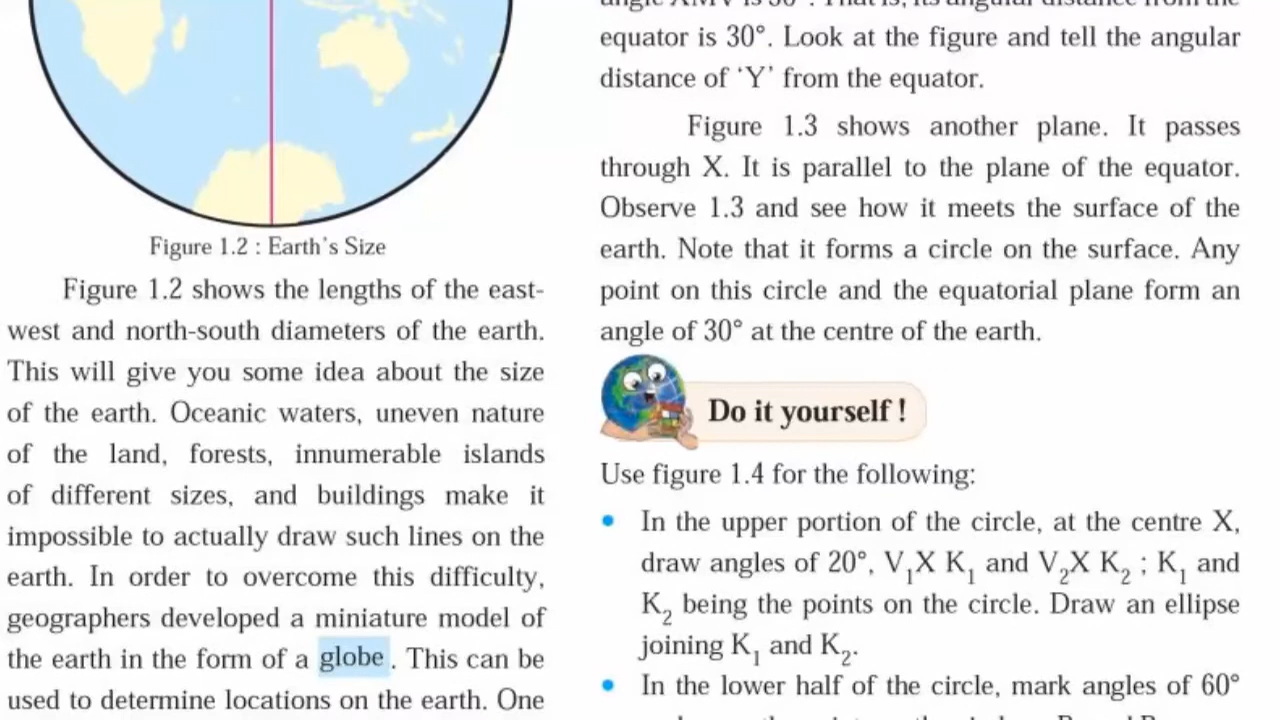 Figure 1.2 : Earth's Size
Figure 1.2 shows the lengths of the east-
west and north-south diameters of the earth.
This will give you some idea about the size
of the earth. Oceanic waters, uneven nature
of the land, forests, innumerable islands
of different sizes, and buildings make it
impossible to actually draw such lines on the
earth. In order to overcome this difficulty,
geographers developed a miniature model of
the earth in the form of a globe. This can be
used to determine locations on the earth. One
equator is 30°. Look at the figure and tell the angular
distance of 'Y' from the equator.
Figure 1.3 shows another plane. It passes
through X. It is parallel to the plane of the equator.
Observe 1.3 and see how it meets the surface of the
earth. Note that it forms a circle on the surface. Any
point on this circle and the equatorial plane form an
angle of 30° at the centre of the earth.
Do it yourself !
Use figure 1.4 for the following:
• In the upper portion of the circle, at the centre X,
draw angles of 20°, V₁X K₁ and V₂X K₂ ; K₁ and
K₂ being the points on the circle. Draw an ellipse
joining K₁ and K₂.
• In the lower half of the circle, mark angles of 60°